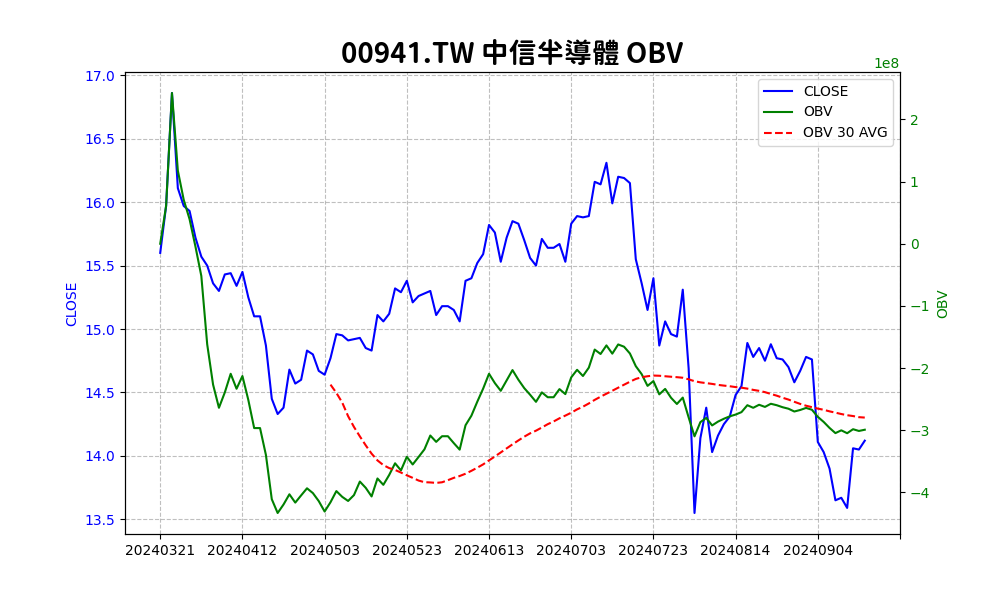 00941.TW 中信半導體 OBV
1e8
17.0
16.5
16.0
15.5
15.0
14.5
14.0
13.5
CLOSE
CLOSE
OBV
OBV 30 AVG
2
1
0
−1
−2
−3
−4
OBV
20240321 20240412 20240503 20240523 20240613 20240703 20240723 20240814 20240904